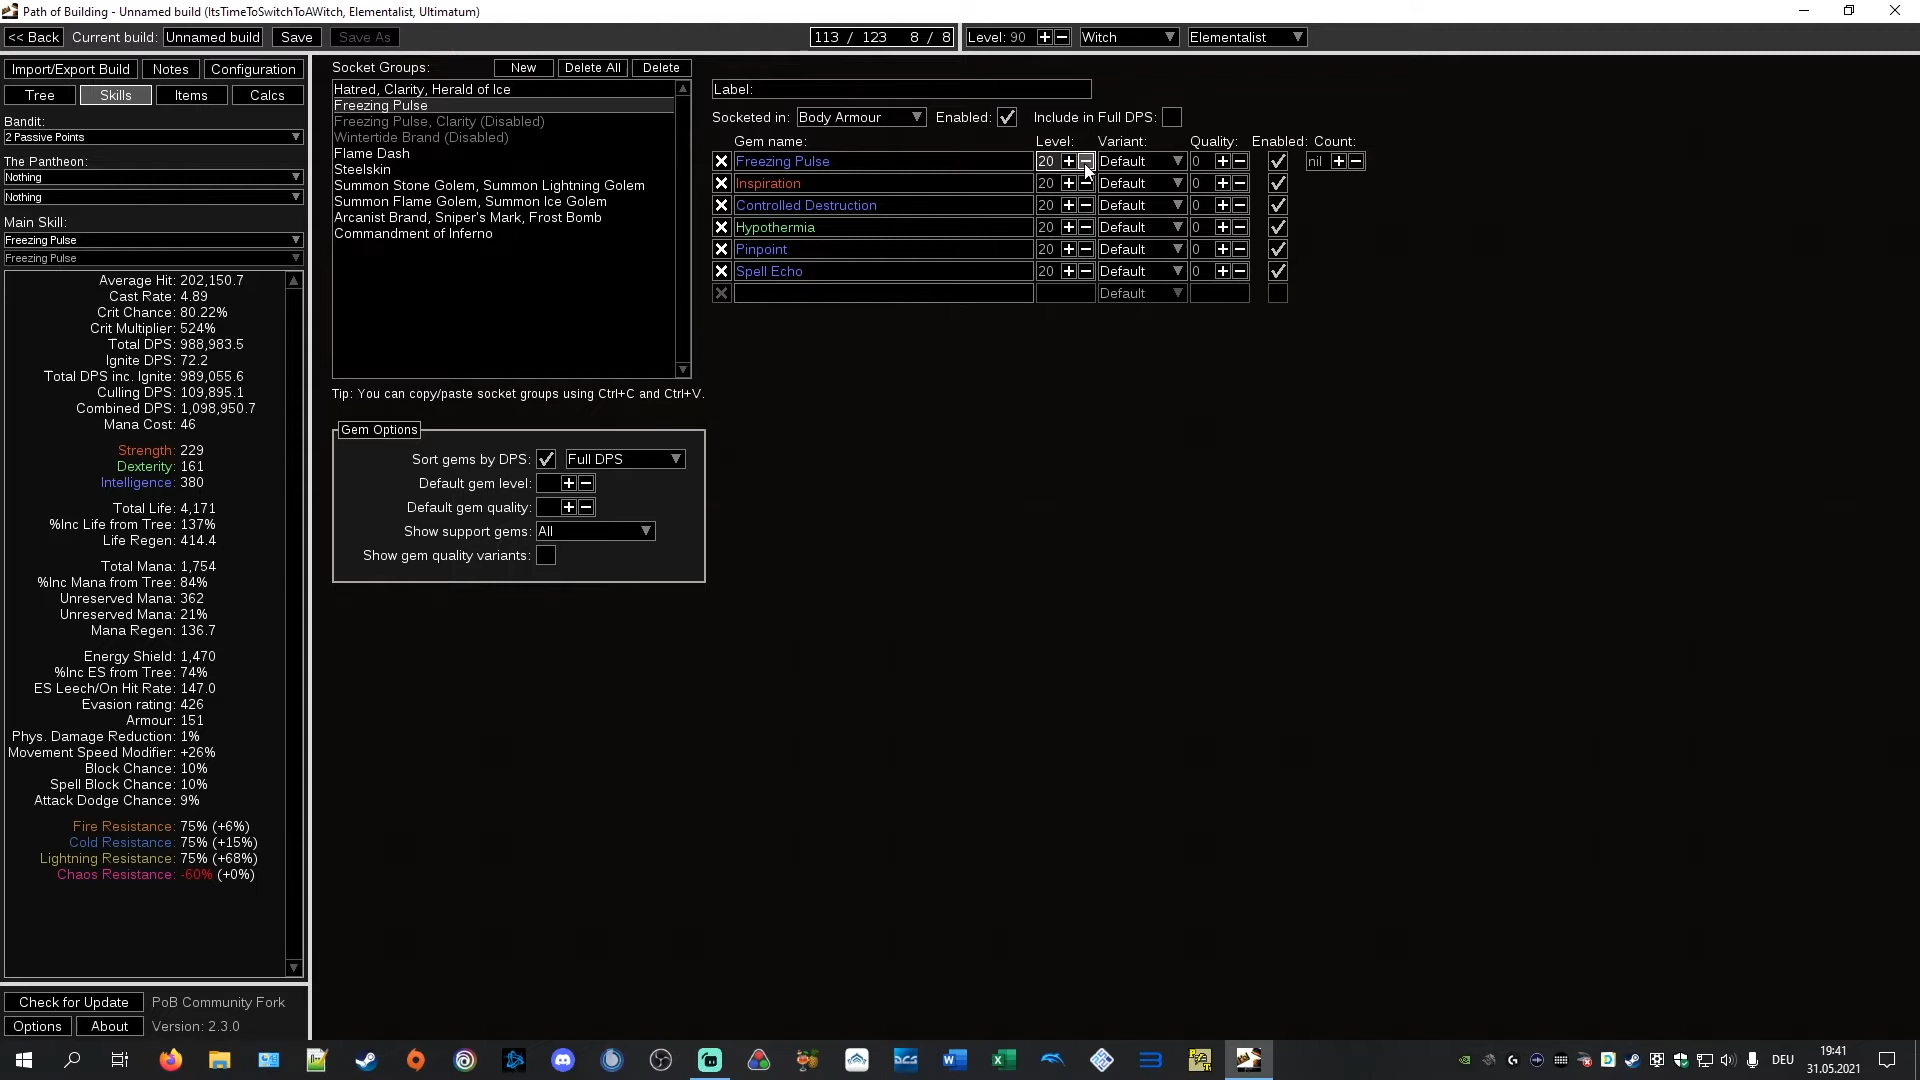 Path of Building - Unnamed build (ItsTimeToSwitchToAWitch, Elementalist, Ultimatum)
<< Back Current build: Unnamed build Save Save As 113 / 123 8 / 8 Level: 90 + − Witch Elementalist
Import/Export Build Notes Configuration
Tree Skills Items Calcs
Bandit:
2 Passive Points
The Pantheon:
Nothing
Nothing
Main Skill:
Freezing Pulse
Freezing Pulse
Average Hit: 202,150.7
Cast Rate: 4.89
Crit Chance: 80.22%
Crit Multiplier: 524%
Total DPS: 988,983.5
Ignite DPS: 72.2
Total DPS inc. Ignite: 989,055.6
Culling DPS: 109,895.1
Combined DPS: 1,098,950.7
Mana Cost: 46
Strength: 229
Dexterity: 161
Intelligence: 380
Total Life: 4,171
%Inc Life from Tree: 137%
Life Regen: 414.4
Total Mana: 1,754
%Inc Mana from Tree: 84%
Unreserved Mana: 362
Unreserved Mana: 21%
Mana Regen: 136.7
Energy Shield: 1,470
%Inc ES from Tree: 74%
ES Leech/On Hit Rate: 147.0
Evasion rating: 426
Armour: 151
Phys. Damage Reduction: 1%
Movement Speed Modifier: +26%
Block Chance: 10%
Spell Block Chance: 10%
Attack Dodge Chance: 9%
Fire Resistance: 75% (+6%)
Cold Resistance: 75% (+15%)
Lightning Resistance: 75% (+68%)
Chaos Resistance: -60% (+0%)
Check for Update PoB Community Fork
Options About Version: 2.3.0
Socket Groups: New Delete All Delete
Hatred, Clarity, Herald of Ice
Freezing Pulse
Freezing Pulse, Clarity (Disabled)
Wintertide Brand (Disabled)
Flame Dash
Steelskin
Summon Stone Golem, Summon Lightning Golem
Summon Flame Golem, Summon Ice Golem
Arcanist Brand, Sniper's Mark, Frost Bomb
Commandment of Inferno
Tip: You can copy/paste socket groups using Ctrl+C and Ctrl+V.
Gem Options
Sort gems by DPS: Full DPS
Default gem level: + −
Default gem quality: + −
Show support gems: All
Show gem quality variants:
Label:
Socketed in: Body Armour Enabled: Include in Full DPS:
Gem name: Level: Variant: Quality: Enabled: Count:
Freezing Pulse 20 + − Default 0 + − nil + −
Inspiration 20 + − Default 0 + −
Controlled Destruction 20 + − Default 0 + −
Hypothermia 20 + − Default 0 + −
Pinpoint 20 + − Default 0 + −
Spell Echo 20 + − Default 0 + −
Default
DCS
DEU
19:41
31.05.2021